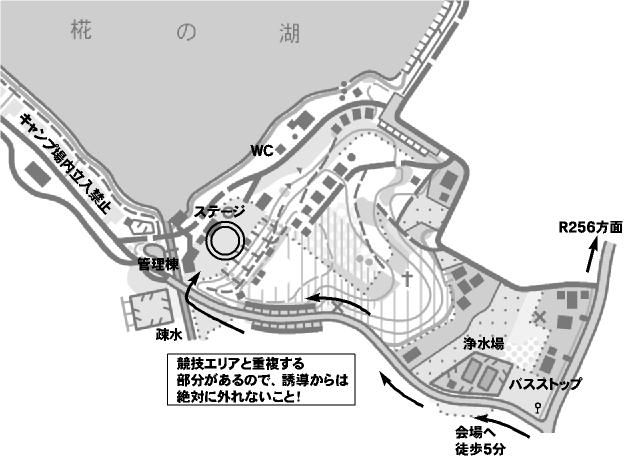 椛の湖
キャンプ場内立入禁止
WC
ステージ
管理棟
疎水
R256方面
浄水場
バスストップ
競技エリアと重複する
部分があるので、誘導からは
絶対に外れないこと!
会場へ
徒歩5分